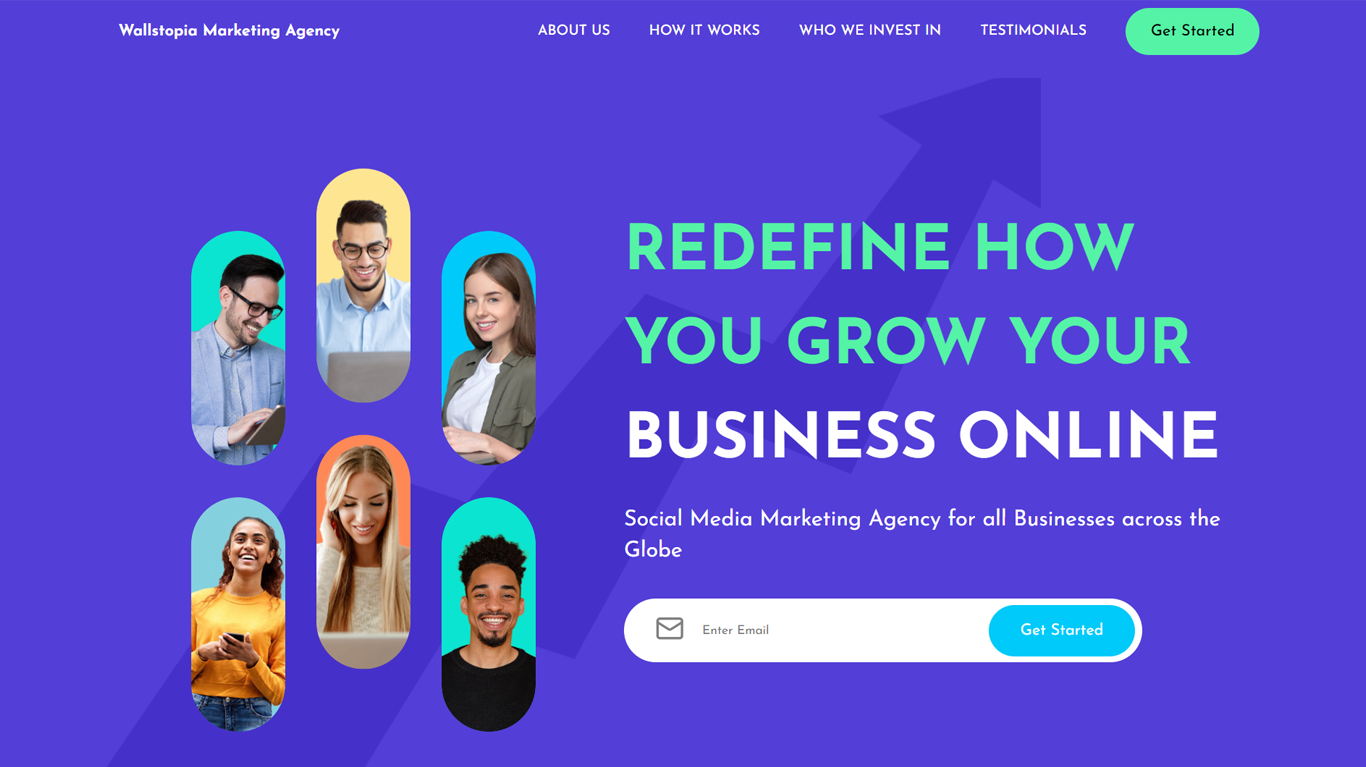 Wallstopia Marketing Agency
ABOUT US
HOW IT WORKS
WHO WE INVEST IN
TESTIMONIALS
Get Started
REDEFINE HOW
YOU GROW YOUR
BUSINESS ONLINE
Social Media Marketing Agency for all Businesses across the
Globe
Enter Email
Get Started